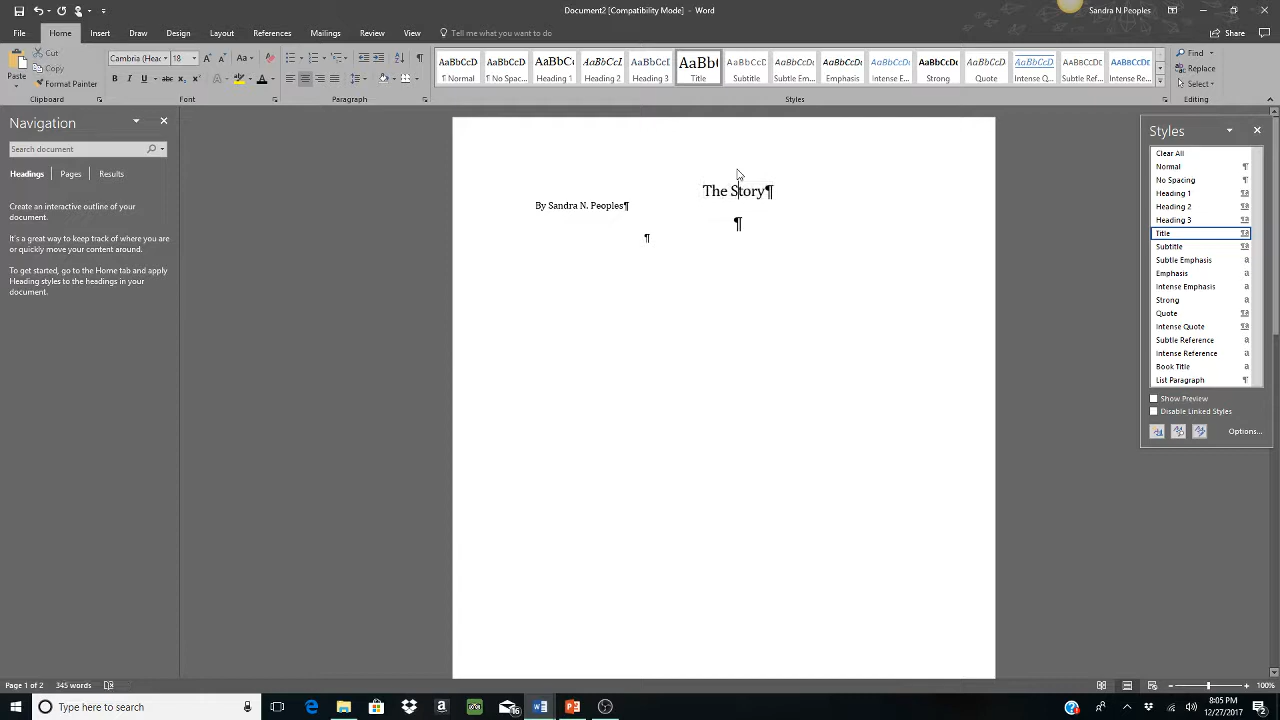 Document2 [Compatibility Mode] - Word
Sandra N Peoples
File Home Insert Draw Design Layout References Mailings Review View Tell me what you want to do
Share
Paste
Cut
Copy
Format Painter
Clipboard
Cambria (Head 18
Font
Paragraph
¶ Normal
¶ No Spac...
Heading 1
Heading 2
Heading 3
Title
Subtitle
Subtle Em...
Emphasis
Intense E...
Strong
Quote
Intense Q...
Subtle Ref...
Intense Re...
Styles
Find
Replace
Select
Editing
Navigation
Search document
Headings Pages Results
Create an interactive outline of your
document.
It's a great way to keep track of where you are
or quickly move your content around.
To get started, go to the Home tab and apply
Heading styles to the headings in your
document.
The Story¶
By Sandra N. Peoples¶
¶
¶
Styles
Clear All
Normal ¶
No Spacing ¶
Heading 1 ¶a
Heading 2 ¶a
Heading 3 ¶a
Title ¶a
Subtitle ¶a
Subtle Emphasis a
Emphasis a
Intense Emphasis a
Strong a
Quote ¶a
Intense Quote ¶a
Subtle Reference a
Intense Reference a
Book Title a
List Paragraph ¶
Show Preview
Disable Linked Styles
Options...
Page 1 of 2 345 words
100%
Type here to search
8:05 PM
12/27/2017